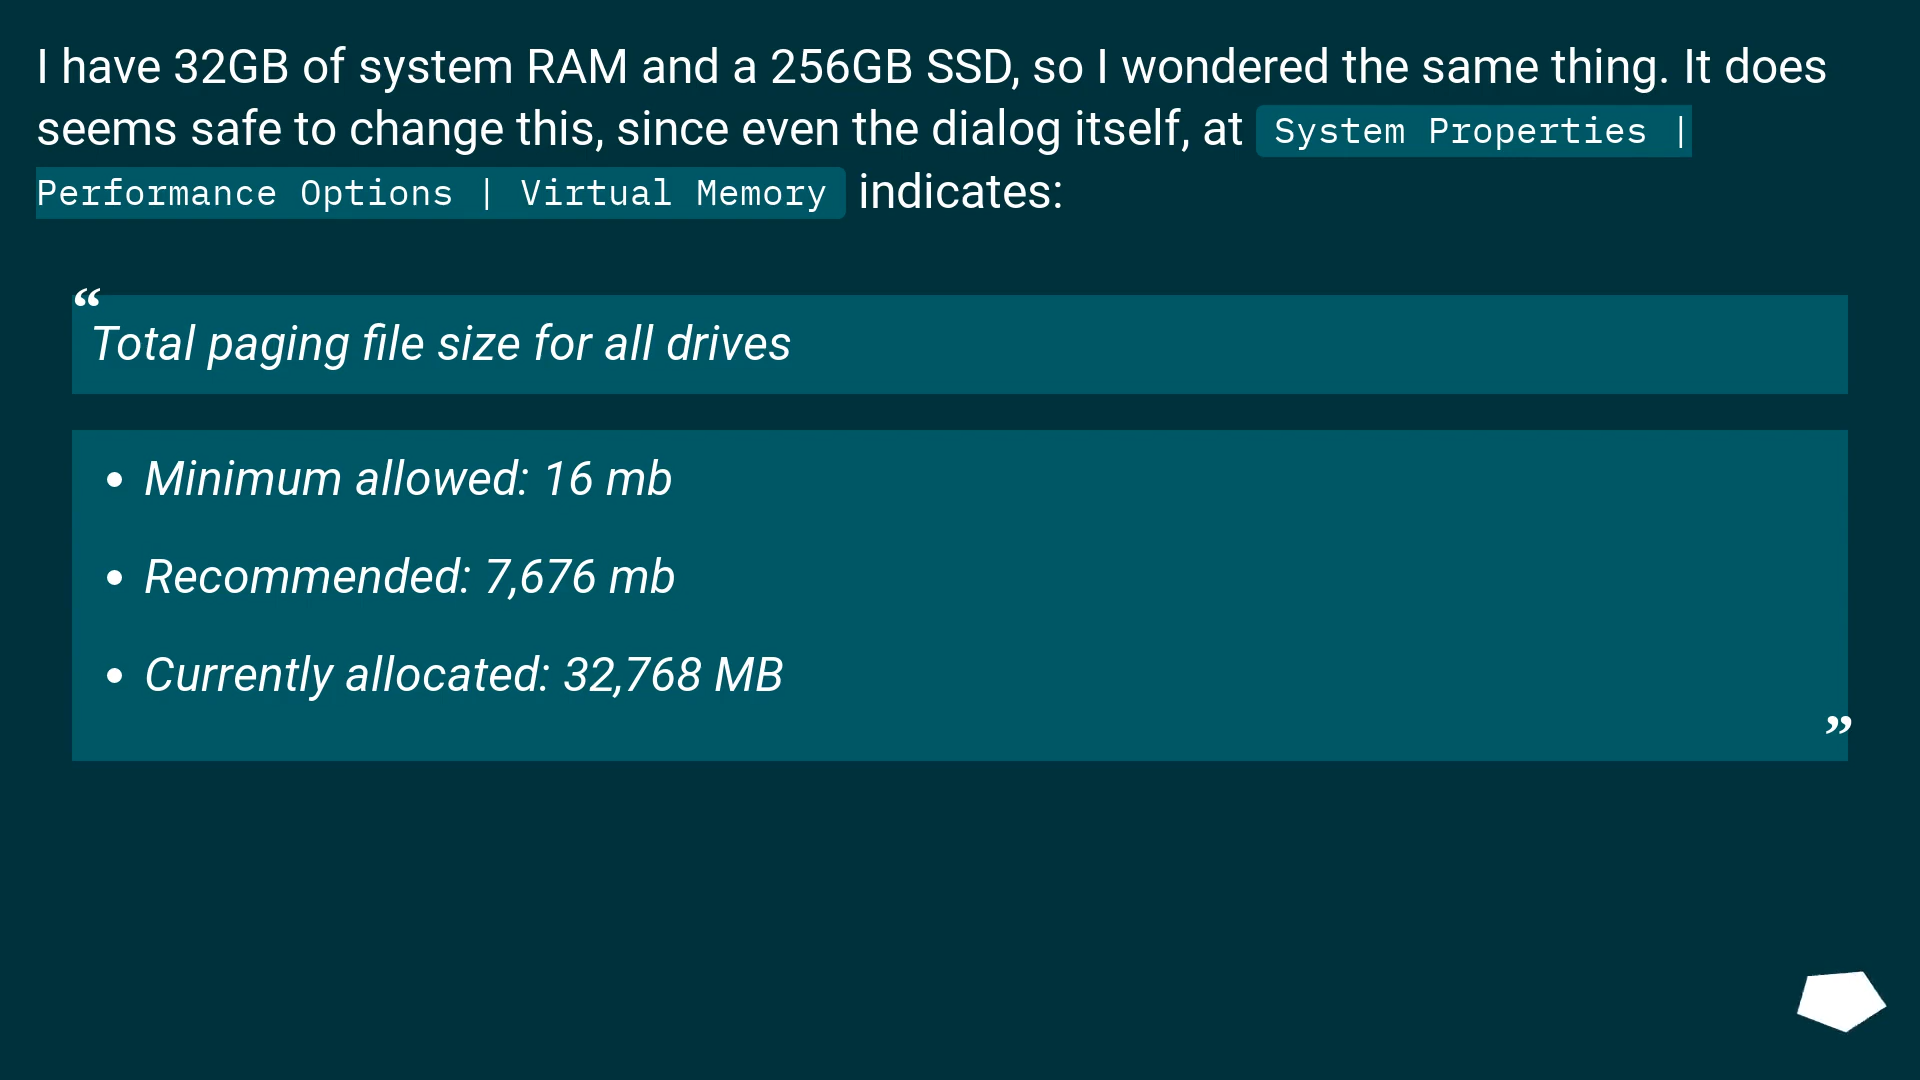 I have 32GB of system RAM and a 256GB SSD, so I wondered the same thing. It does
seems safe to change this, since even the dialog itself, at System Properties |
Performance Options | Virtual Memory indicates:
“
Total paging file size for all drives
• Minimum allowed: 16 mb
• Recommended: 7,676 mb
• Currently allocated: 32,768 MB
”